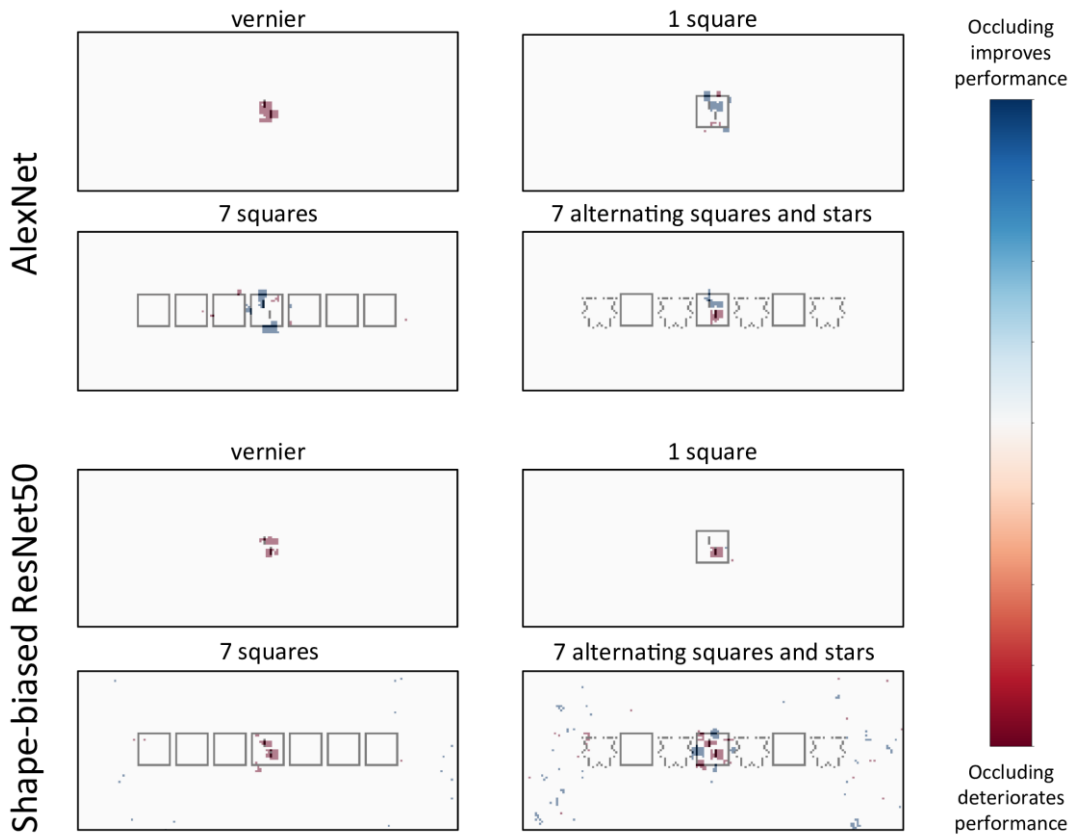 vernier
1 square
Occluding
improves
performance
AlexNet
7 squares
7 alternating squares and stars
vernier
1 square
Shape-biased ResNet50
7 squares
7 alternating squares and stars
Occluding
deteriorates
performance